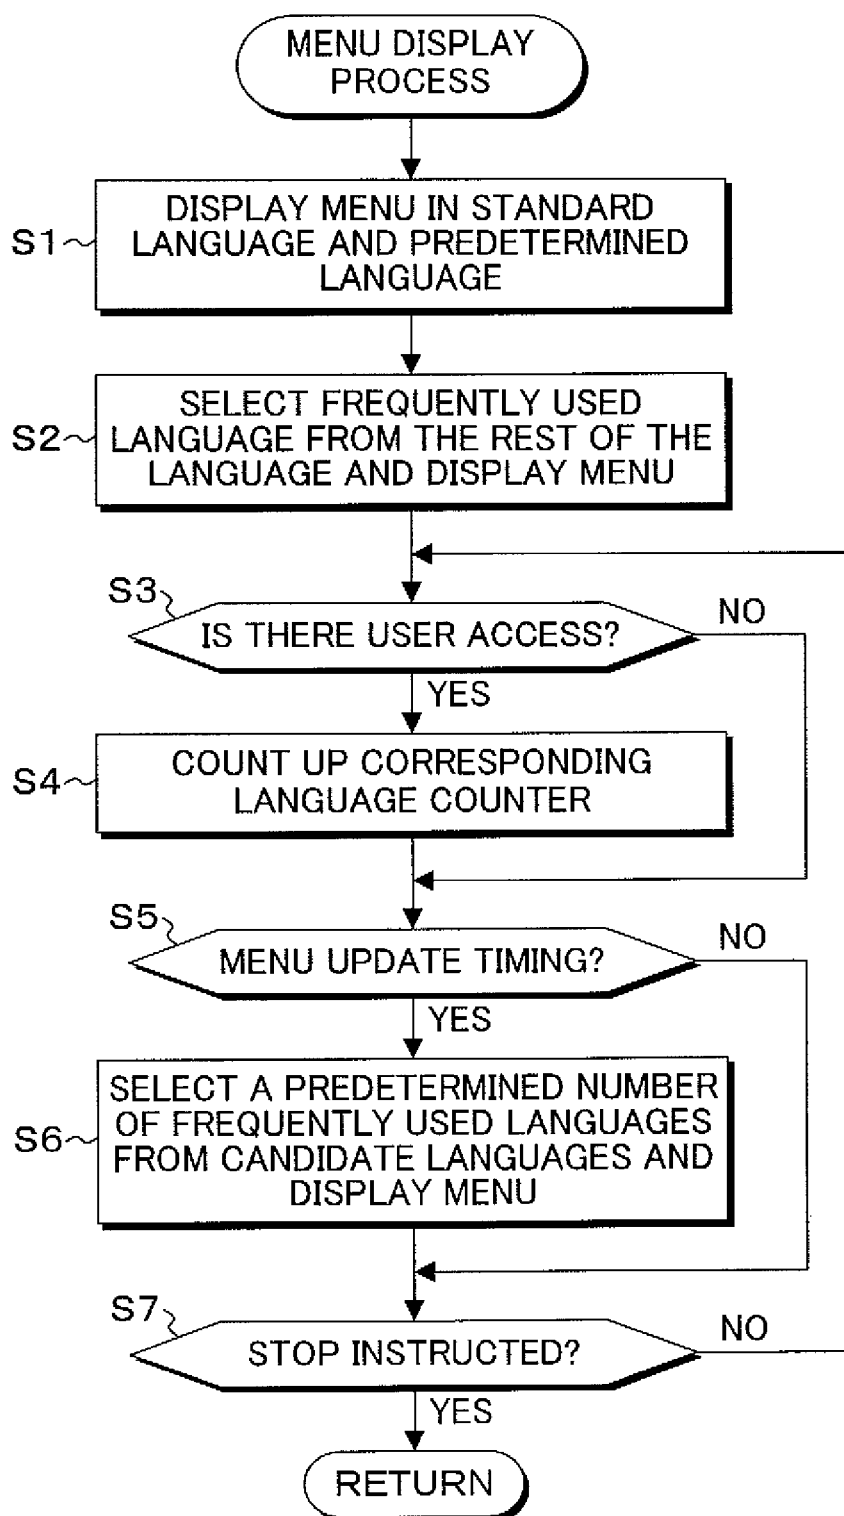 MENU DISPLAY
PROCESS
S1
DISPLAY MENU IN STANDARD
LANGUAGE AND PREDETERMINED
LANGUAGE
S2
SELECT FREQUENTLY USED
LANGUAGE FROM THE REST OF THE
LANGUAGE AND DISPLAY MENU
S3
IS THERE USER ACCESS?
NO
YES
S4
COUNT UP CORRESPONDING
LANGUAGE COUNTER
S5
MENU UPDATE TIMING?
NO
YES
S6
SELECT A PREDETERMINED NUMBER
OF FREQUENTLY USED LANGUAGES
FROM CANDIDATE LANGUAGES AND
DISPLAY MENU
S7
STOP INSTRUCTED?
NO
YES
RETURN